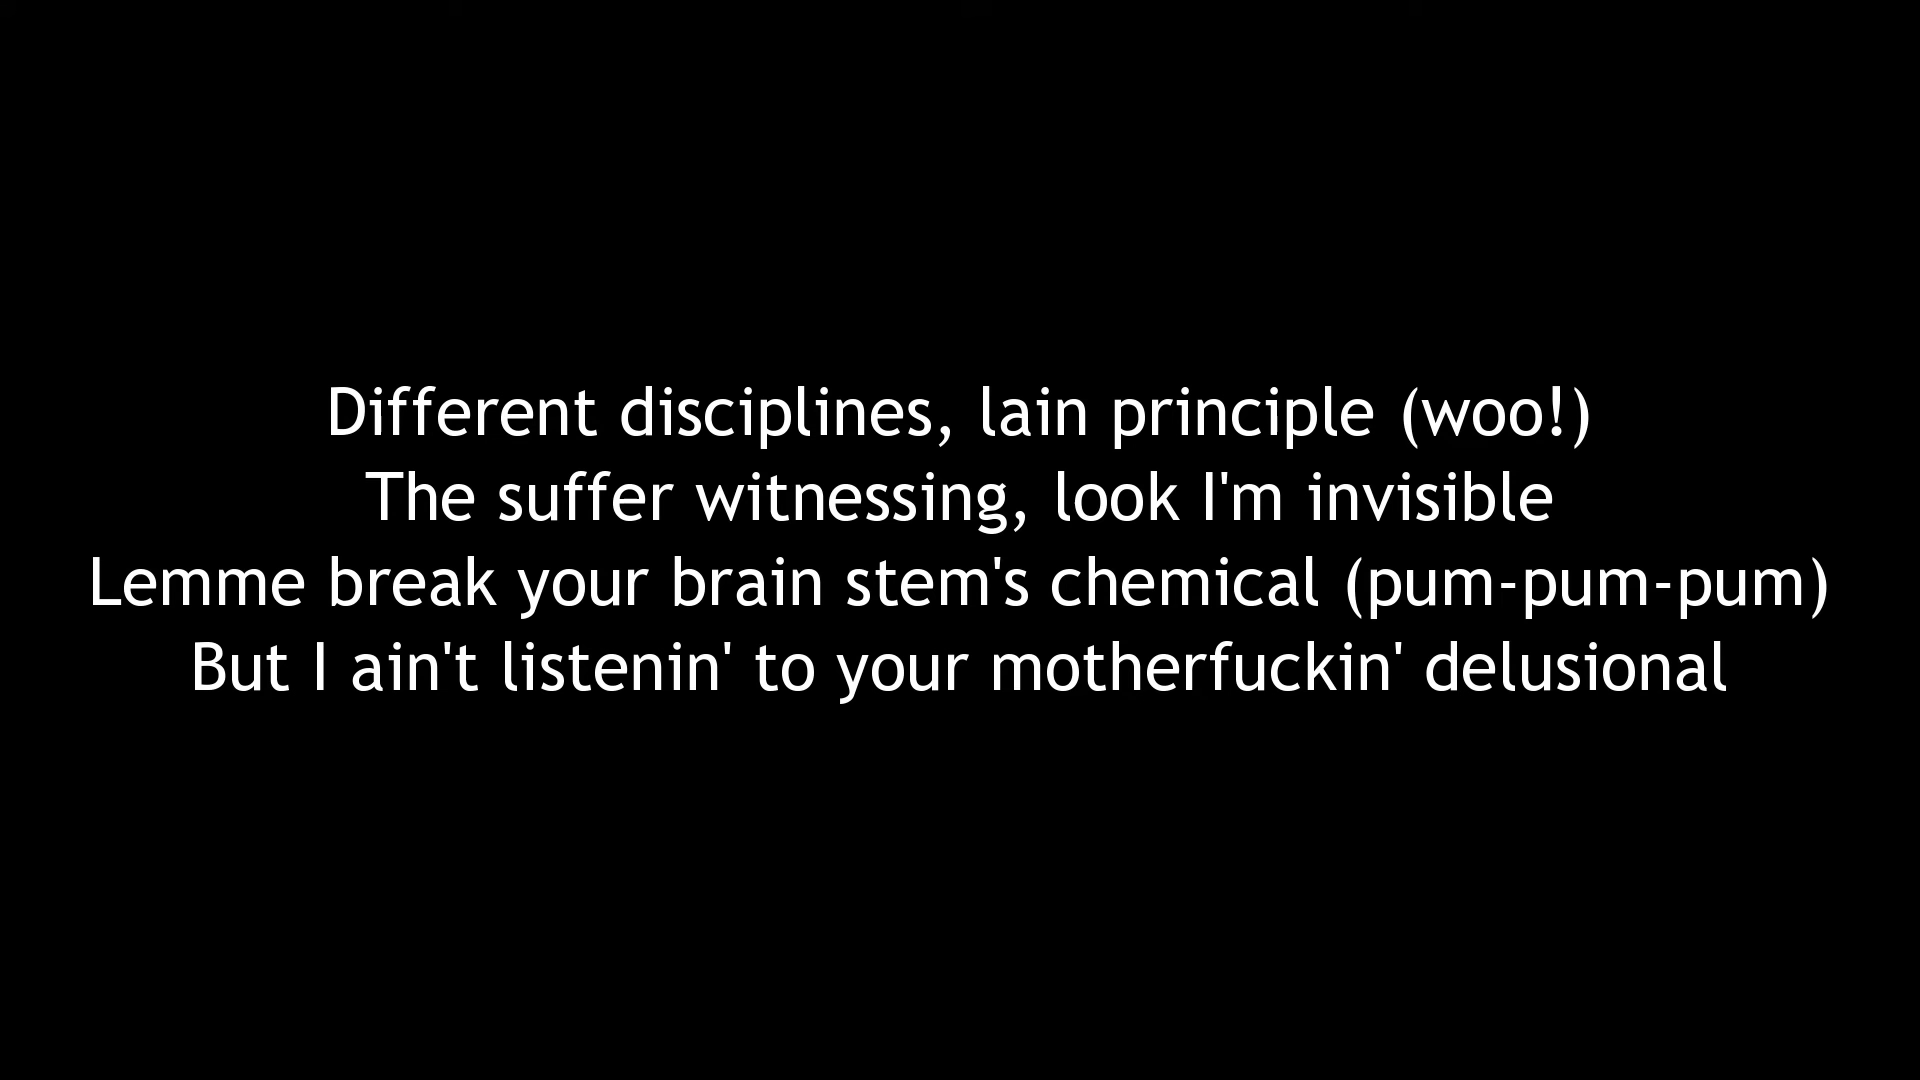 Different disciplines, lain principle (woo!)
The suffer witnessing, look I'm invisible
Lemme break your brain stem's chemical (pum-pum-pum)
But I ain't listenin' to your motherfuckin' delusional